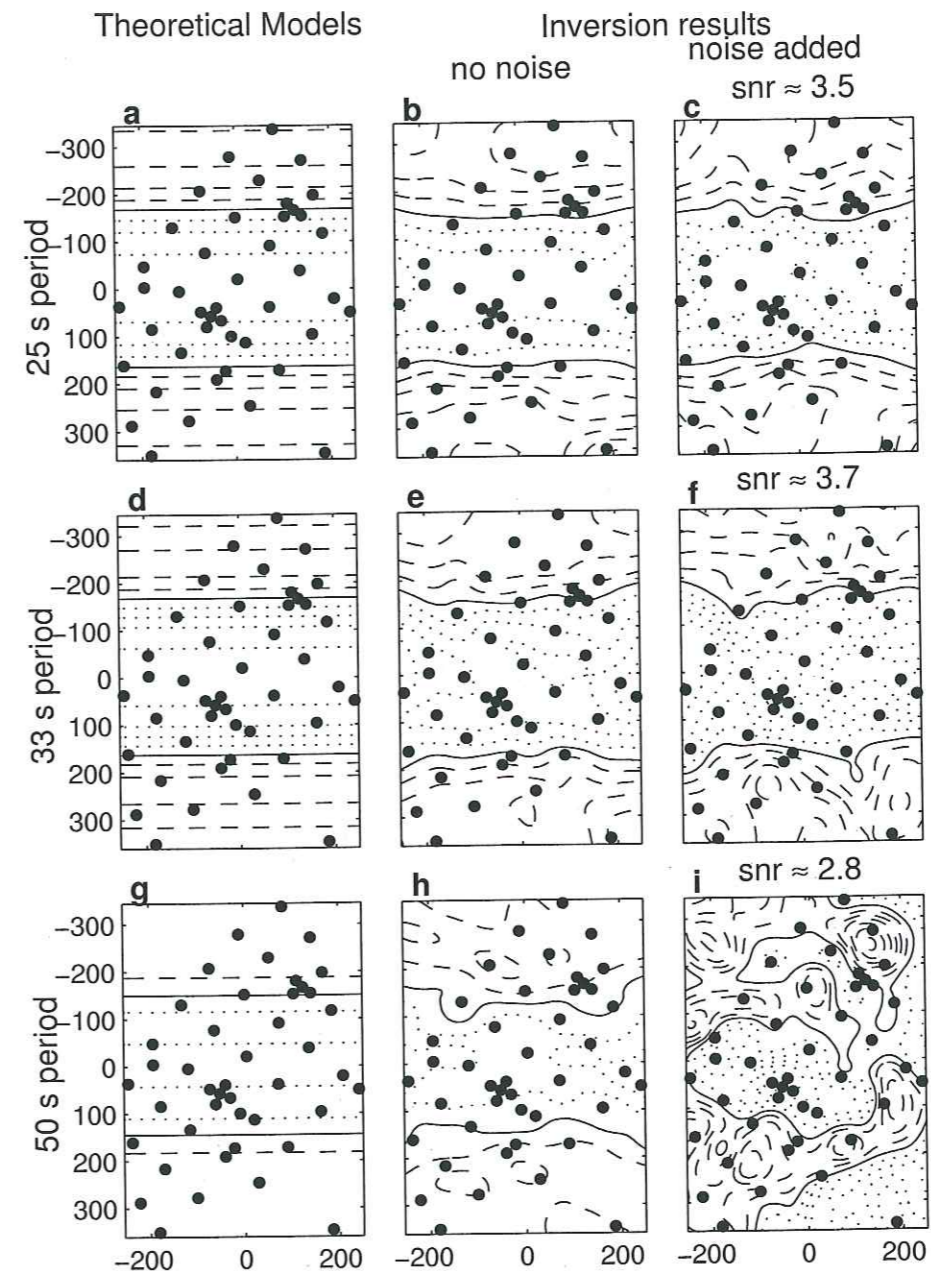 Theoretical Models
Inversion results
no noise
noise added
snr ≈ 3.5
a
b
c
−300
−200
−100
0
100
200
300
25 s period
snr ≈ 3.7
d
e
f
−300
−200
−100
0
100
200
300
33 s period
snr ≈ 2.8
g
h
i
−300
−200
−100
0
100
200
300
50 s period
−200 0 200
−200 0 200
−200 0 200